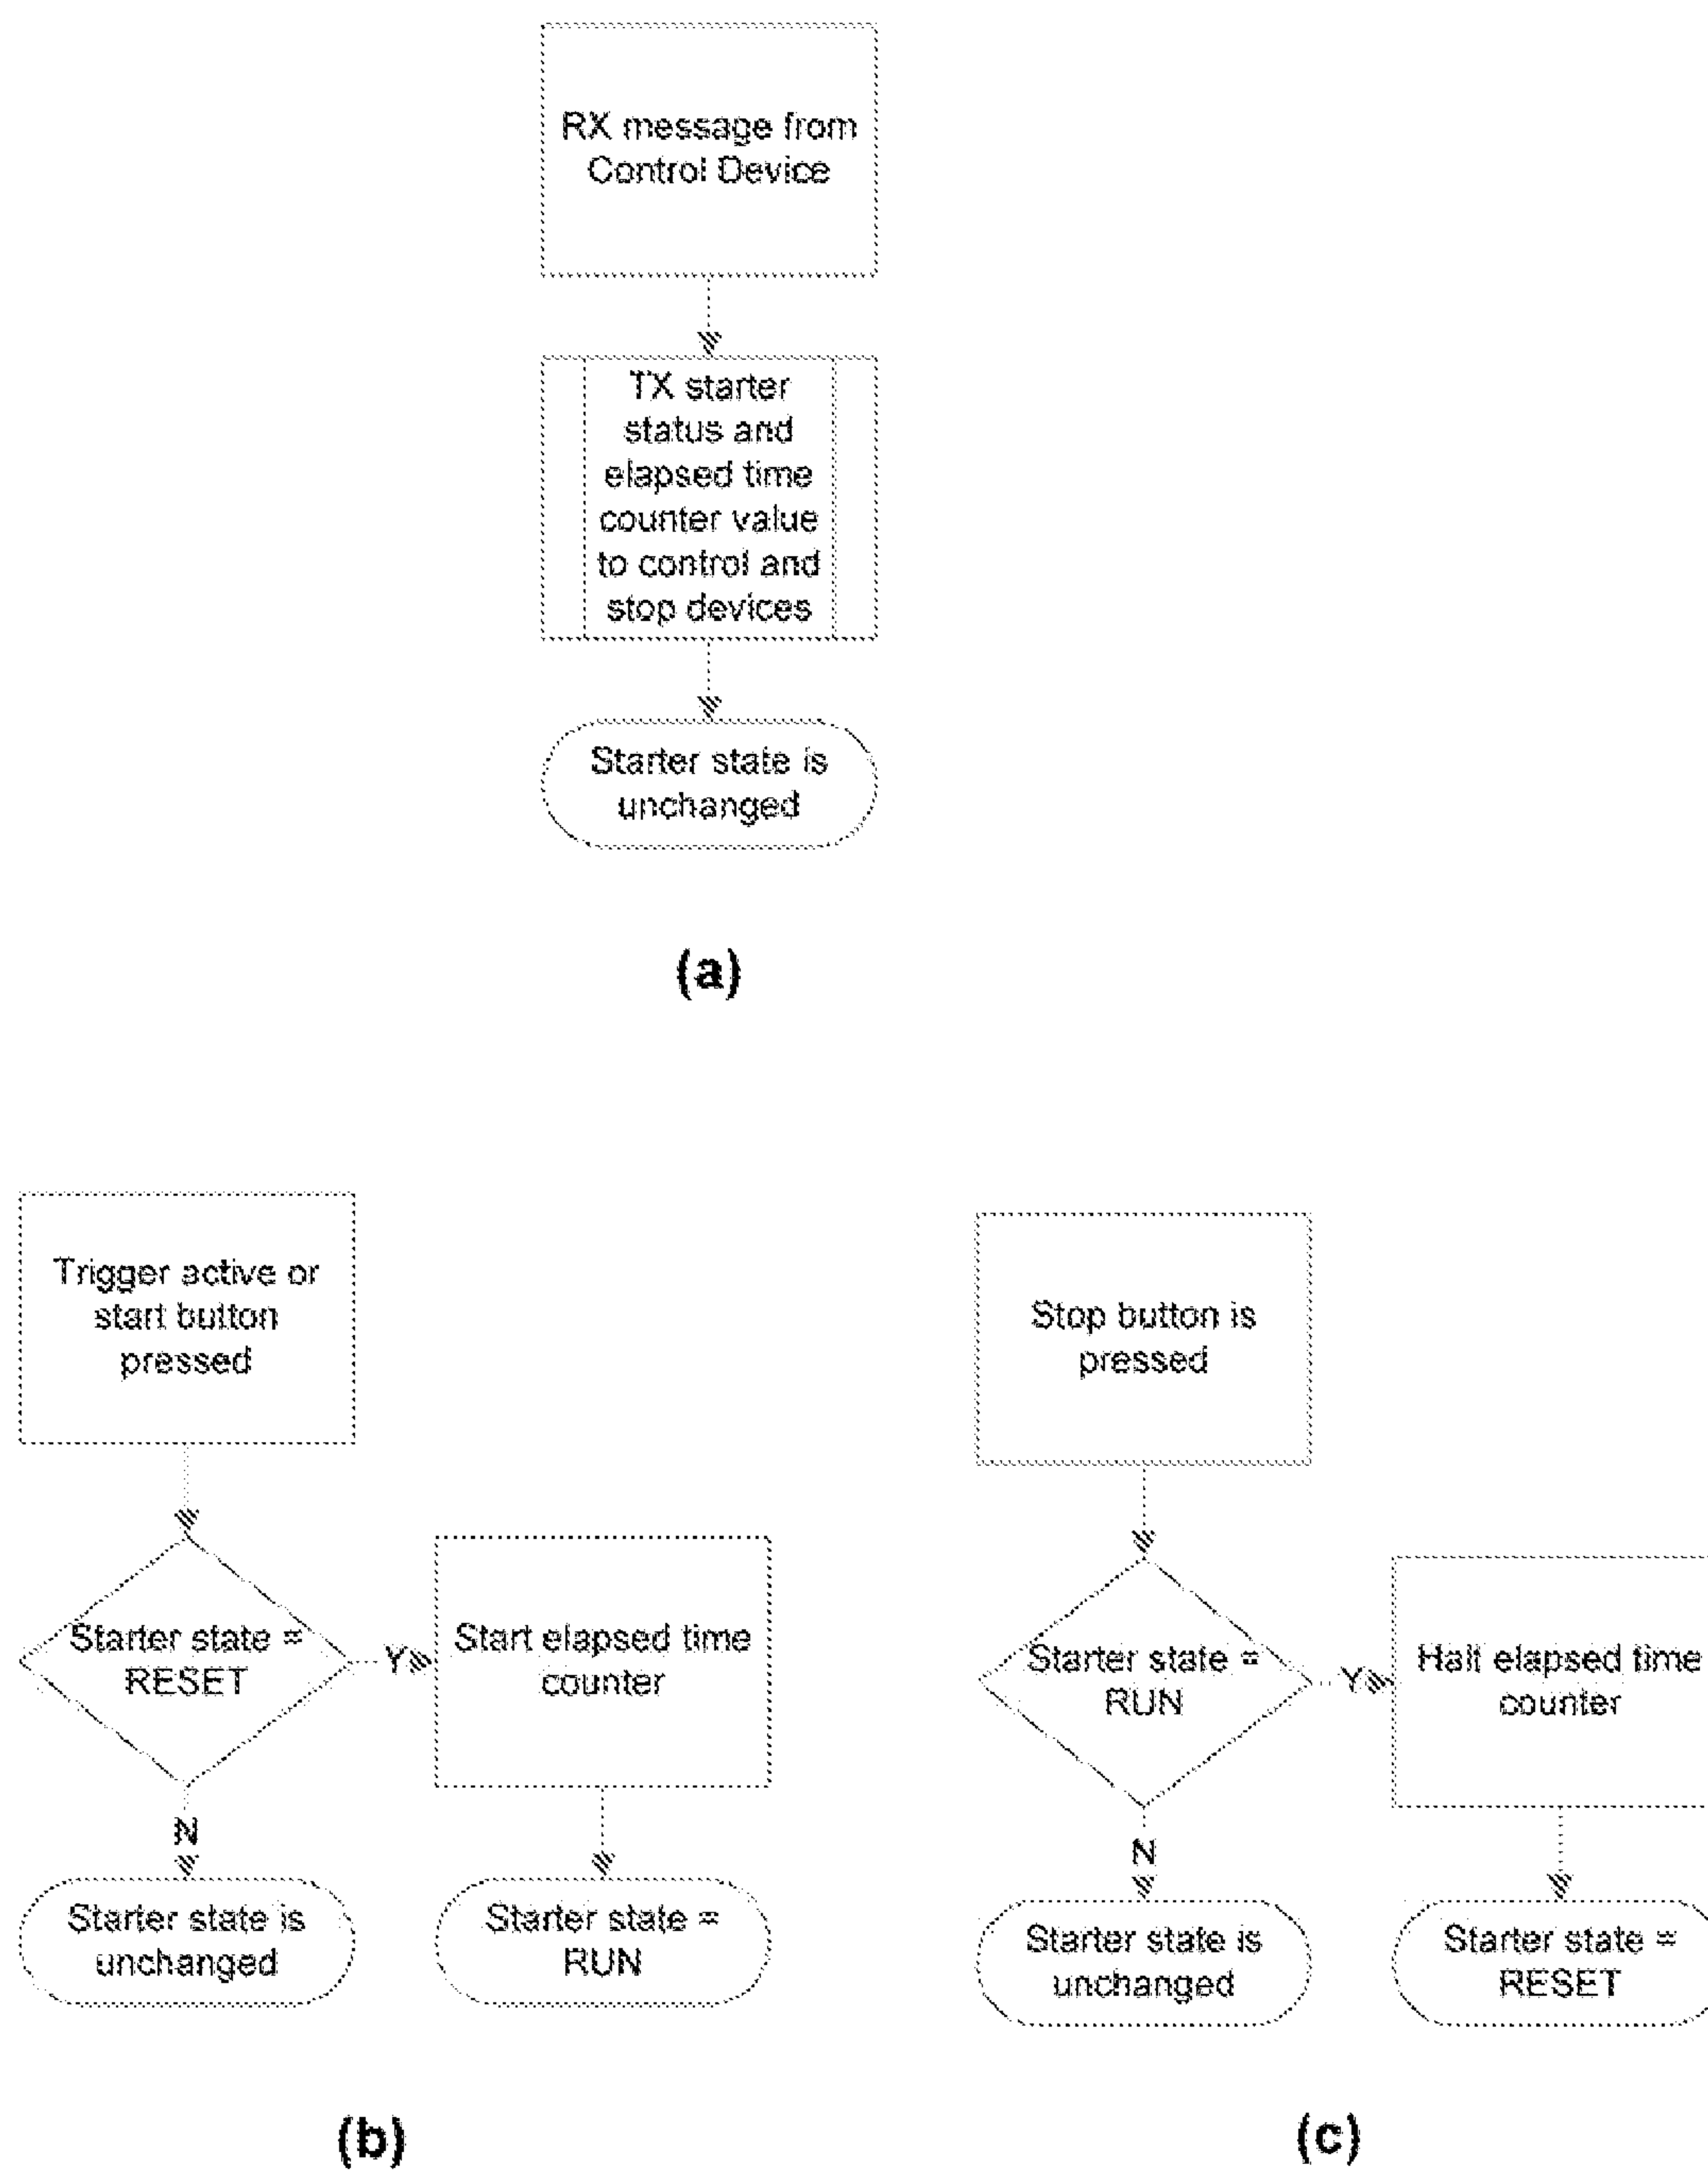 RX message from
Control Device
TX starter
status and
elapsed time
counter value
to control and
stop devices
Starter state is
unchanged
(a)
Trigger active or
start button
pressed
Starter state =
RESET
Y
Start elapsed time
counter
N
Starter state is
unchanged
Starter state =
RUN
(b)
Stop button is
pressed
Starter state =
RUN
Y
Halt elapsed time
counter
N
Starter state is
unchanged
Starter state =
RESET
(c)